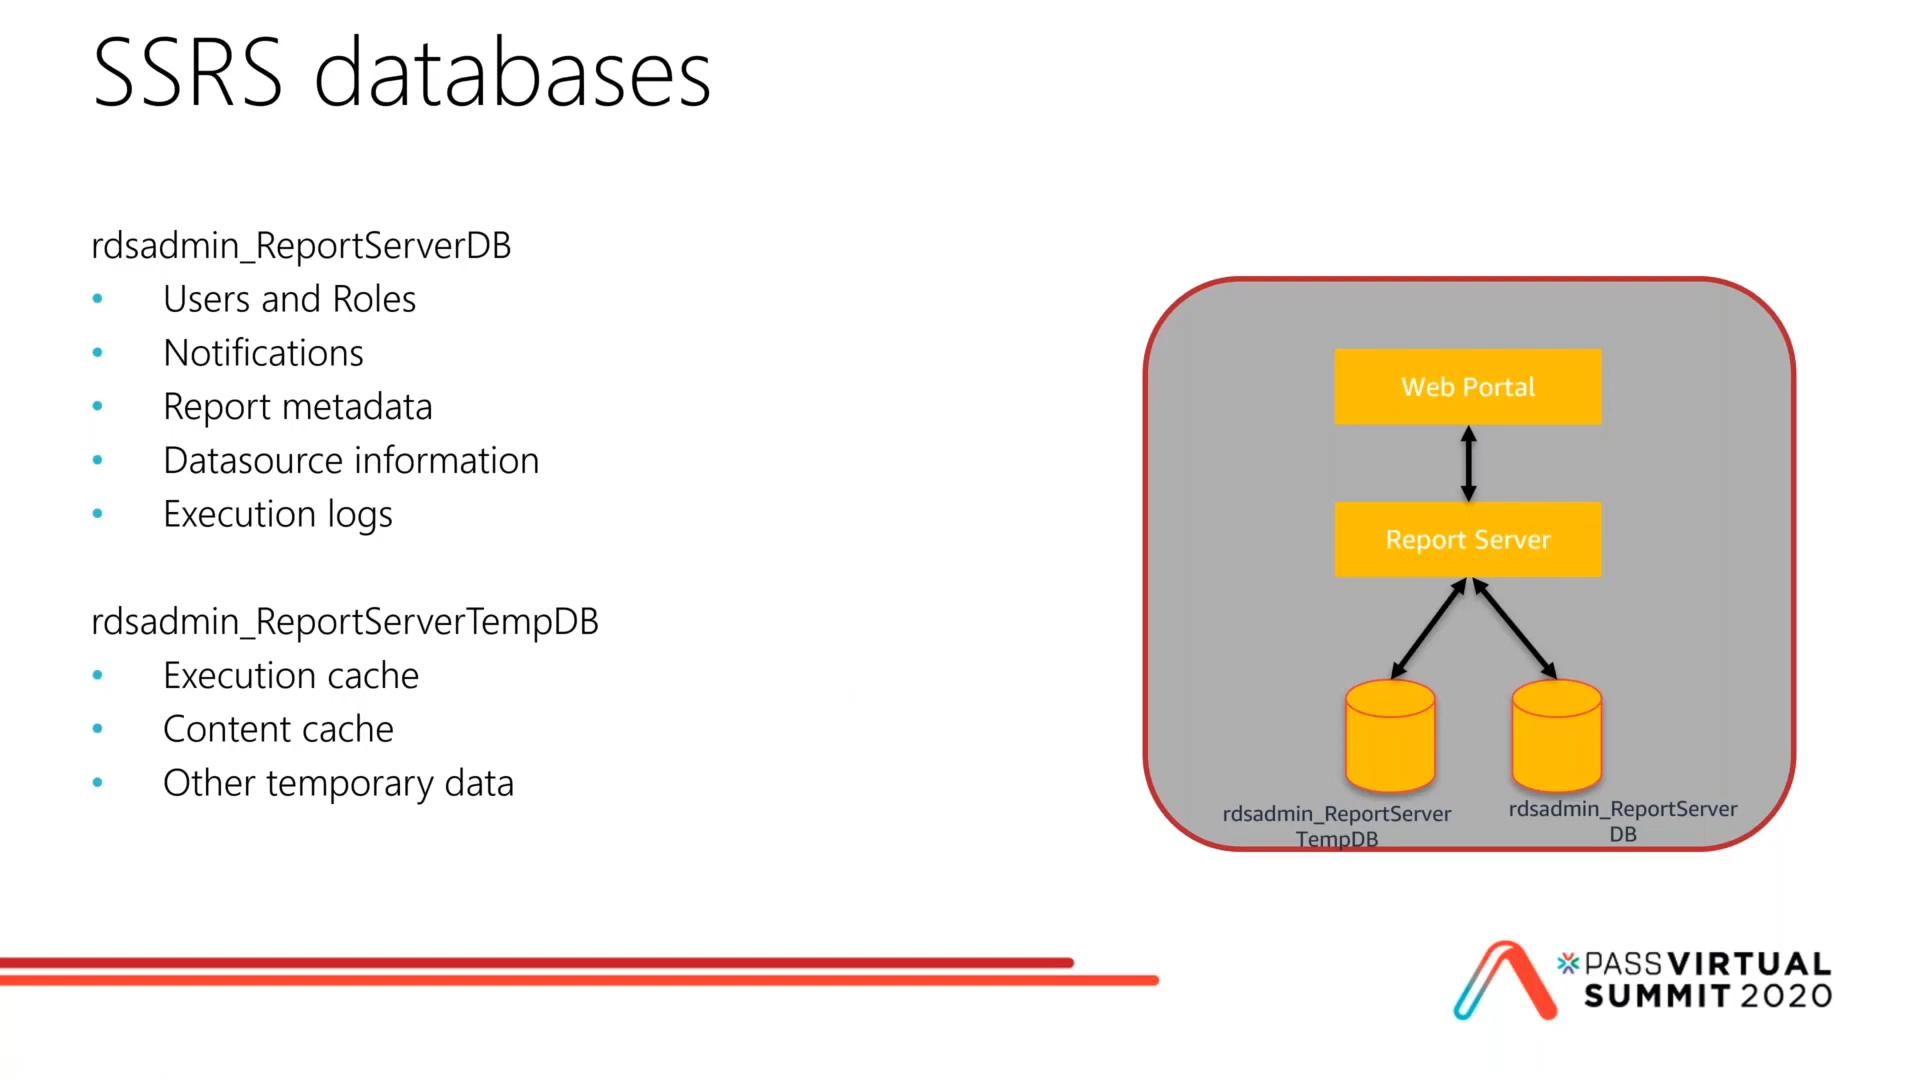 SSRS databases
rdsadmin_ReportServerDB
• Users and Roles
• Notifications
• Report metadata
• Datasource information
• Execution logs
rdsadmin_ReportServerTempDB
• Execution cache
• Content cache
• Other temporary data
Web Portal
Report Server
rdsadmin_ReportServer
TempDB
rdsadmin_ReportServer
DB
PASS VIRTUAL
SUMMIT 2020